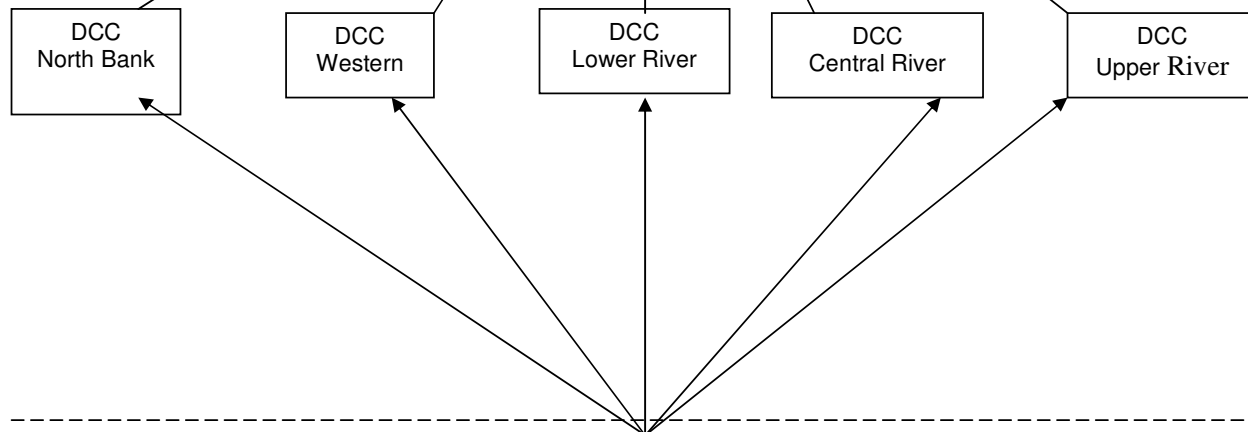 DCC
North Bank
DCC
Western
DCC
Lower River
DCC
Central River
DCC
Upper River